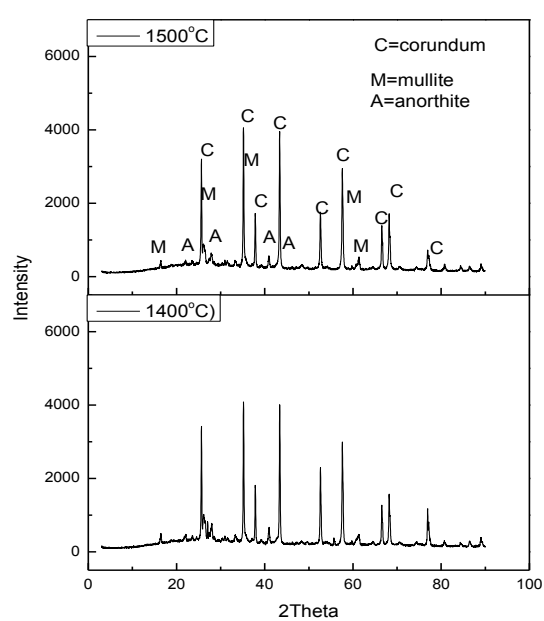 1500°C
C=corundum
M=mullite
A=anorthite
6000
4000
2000
0
C
C
C
M
M
C
C
C
M
C
C
M
A
A
A
A
M
C
Intensity
1400°C)
6000
4000
2000
0
0
20
40
60
80
100
2Theta